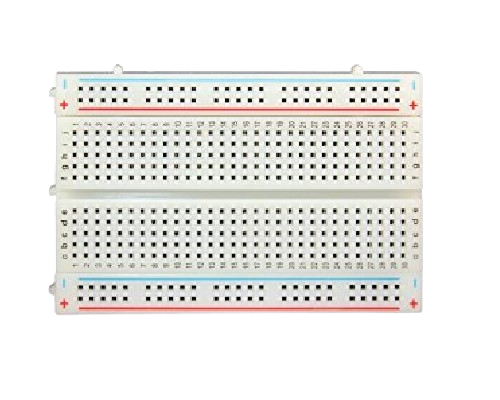 - -
+ +
1 2 3 4 5 6 7 8 9 10 11 12 13 14 15 16 17 18 19 20 21 22 23 24 25 26 27 28 29 30
j j
i i
h h
g g
f f
e e
d d
c c
b b
a a
1 2 3 4 5 6 7 8 9 10 11 12 13 14 15 16 17 18 19 20 21 22 23 24 25 26 27 28 29 30
- -
+ +